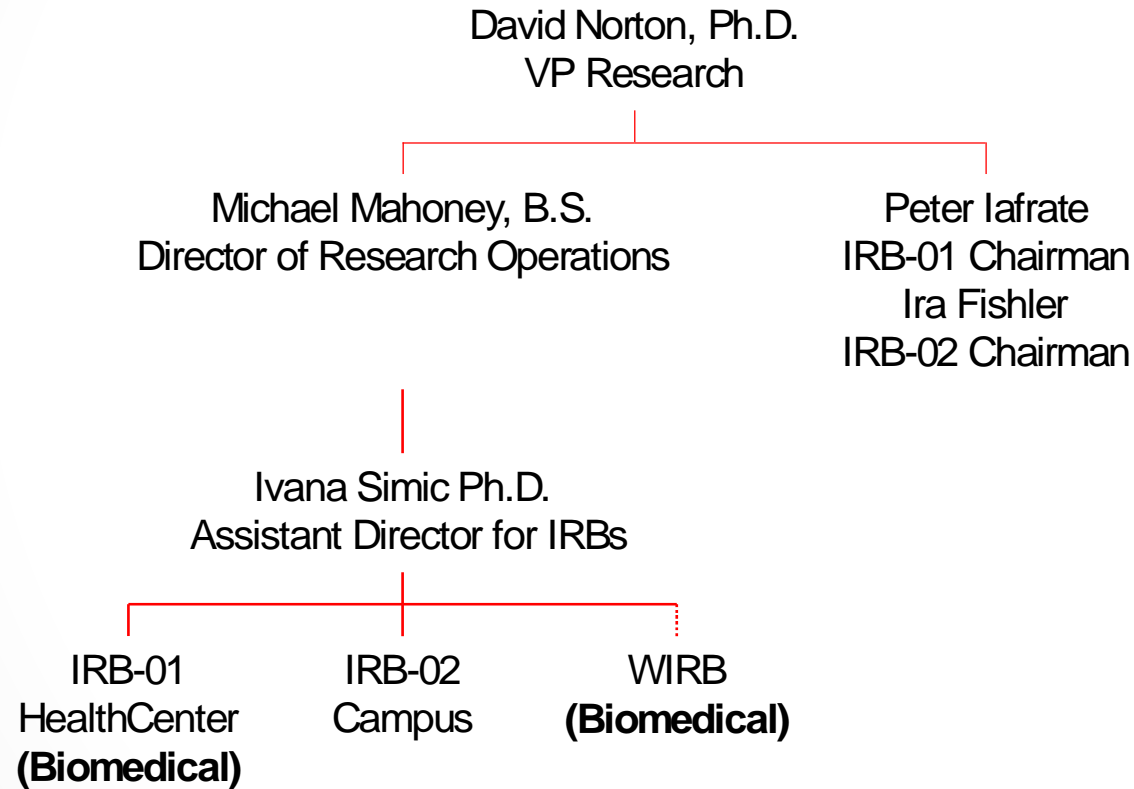 David Norton, Ph.D.
VP Research
Michael Mahoney, B.S.
Director of Research Operations
Peter Iafrate
IRB-01 Chairman
Ira Fishler
IRB-02 Chairman
Ivana Simic Ph.D.
Assistant Director for IRBs
IRB-01
HealthCenter
(Biomedical)
IRB-02
Campus
WIRB
(Biomedical)